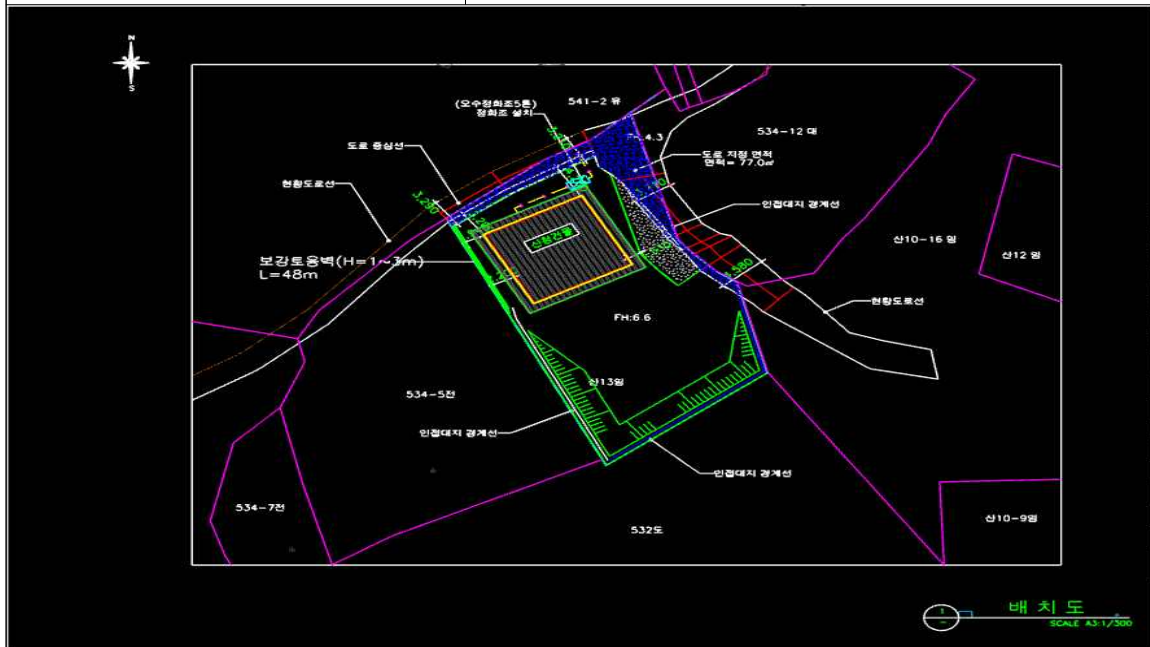 N
S
(오수정화조5톤)
정화조 설치
541-2 유
534-12 대
도로 중심선
도로 지정 면적
면적= 77.0㎡
현황도로선
3,290
인접대지 경계선
신청건물
산10-16 임
산12 임
보강토옹벽(H=1~3m)
L=48m
현황도로선
FH:6.6
산13임
534-5전
인접대지 경계선
인접대지 경계선
534-7전
532도
산10-9임
1
배 치 도
SCALE A3:1/300